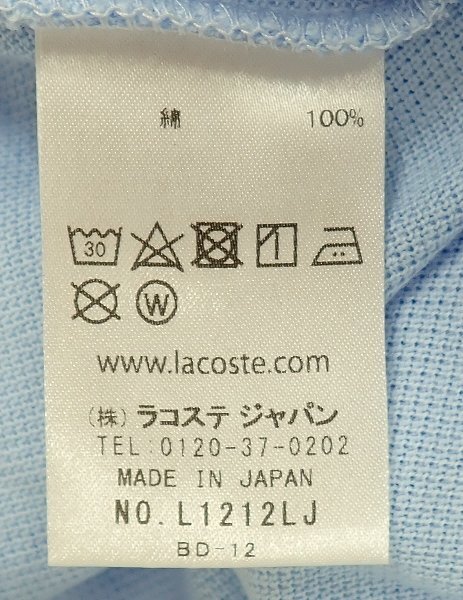 綿 100%
30
W
www.lacoste.com
(株) ラコステ ジャパン
TEL:0120-37-0202
MADE IN JAPAN
NO. L1212LJ
BD-12